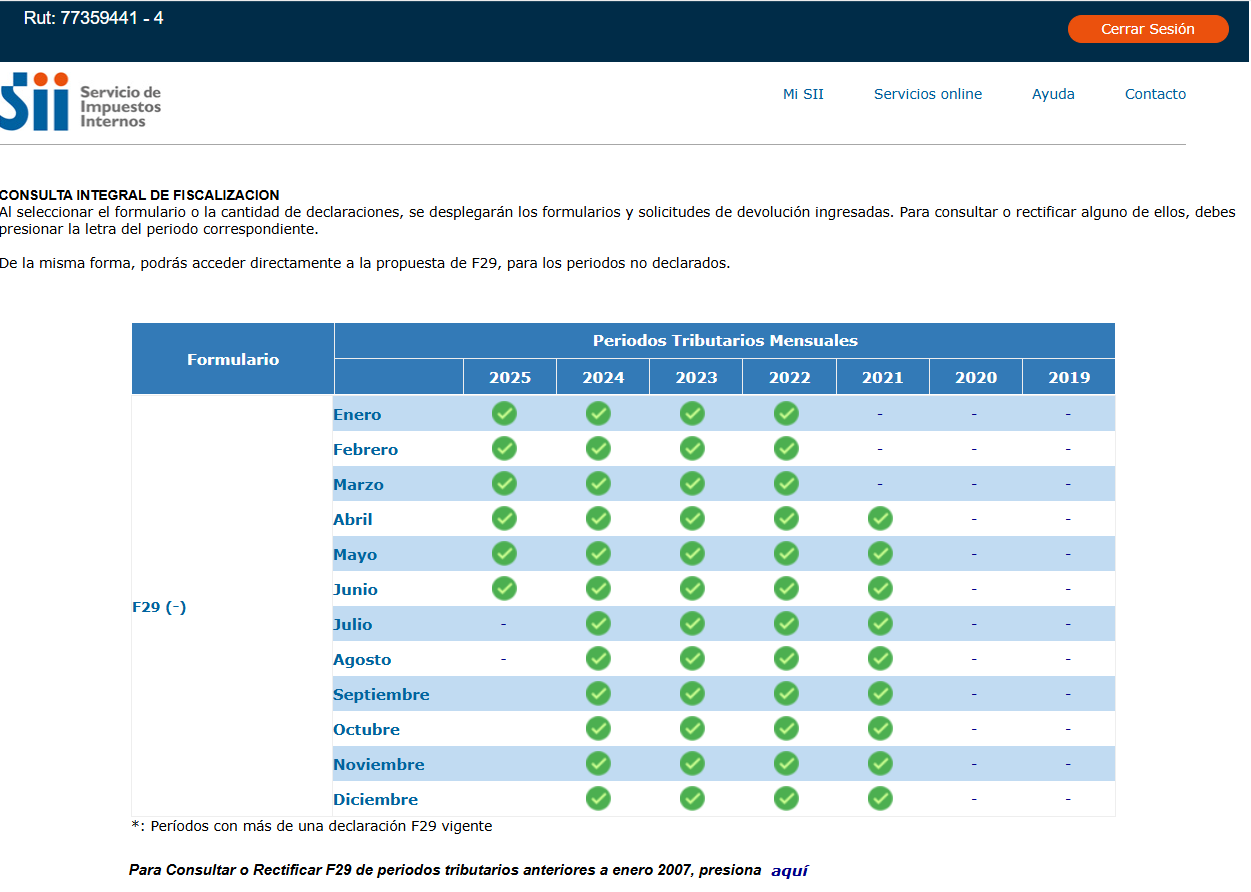 Rut: 77359441 - 4
Cerrar Sesión
sii Servicio de
Impuestos
Internos
Mi SII Servicios online Ayuda Contacto
CONSULTA INTEGRAL DE FISCALIZACION
Al seleccionar el formulario o la cantidad de declaraciones, se desplegarán los formularios y solicitudes de devolución ingresadas. Para consultar o rectificar alguno de ellos, debes
presionar la letra del periodo correspondiente.
De la misma forma, podrás acceder directamente a la propuesta de F29, para los periodos no declarados.
Formulario
Periodos Tributarios Mensuales
2025 2024 2023 2022 2021 2020 2019
Enero - - -
Febrero - - -
Marzo - - -
Abril - -
Mayo - -
Junio - -
F29 (-)
Julio - - -
Agosto - - -
Septiembre - -
Octubre - -
Noviembre - -
Diciembre - -
*: Períodos con más de una declaración F29 vigente
Para Consultar o Rectificar F29 de periodos tributarios anteriores a enero 2007, presiona aquí